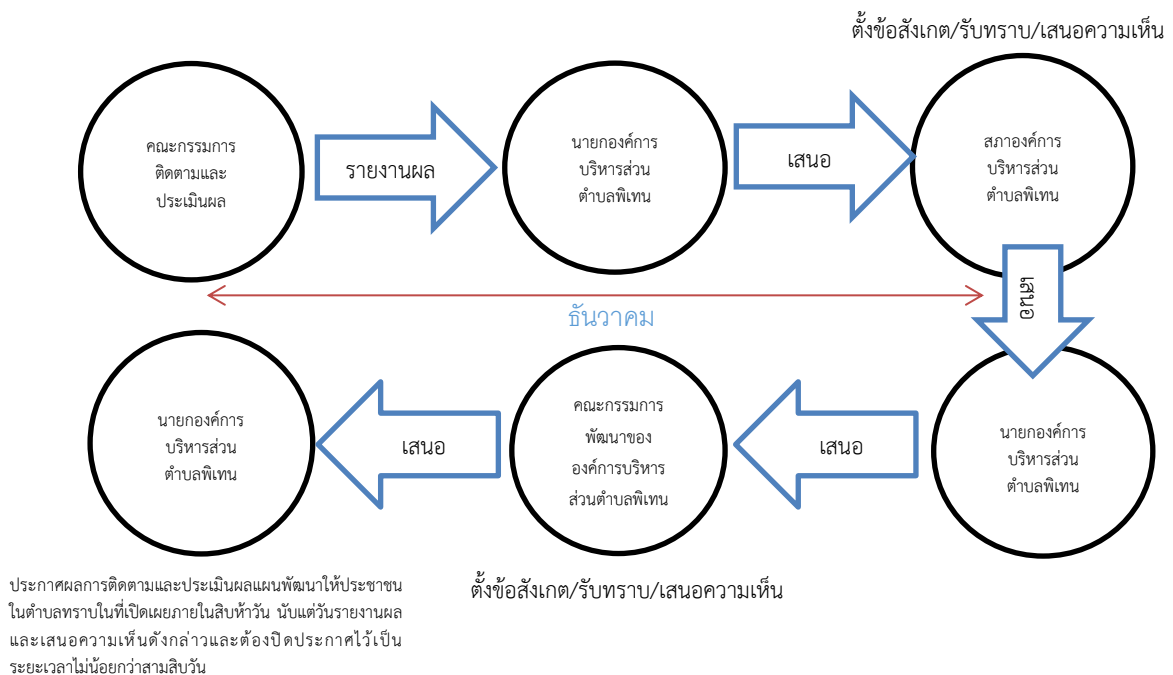 ตั้งข้อสังเกต/รับทราบ/เสนอความเห็น
คณะกรรมการ
ติดตามและ
ประเมินผล
รายงานผล
นายกองค์การ
บริหารส่วน
ตำบลพิเทน
เสนอ
สภาองค์การ
บริหารส่วน
ตำบลพิเทน
เสนอ
ธันวาคม
นายกองค์การ
บริหารส่วน
ตำบลพิเทน
เสนอ
คณะกรรมการ
พัฒนาของ
องค์การบริหาร
ส่วนตำบลพิเทน
เสนอ
นายกองค์การ
บริหารส่วน
ตำบลพิเทน
ตั้งข้อสังเกต/รับทราบ/เสนอความเห็น
ประกาศผลการติดตามและประเมินผลแผนพัฒนาให้ประชาชน
ในตำบลทราบในที่เปิดเผยภายในสิบห้าวัน นับแต่วันรายงานผล
และเสนอความเห็นดังกล่าวและต้องปิดประกาศไว้เป็น
ระยะเวลาไม่น้อยกว่าสามสิบวัน